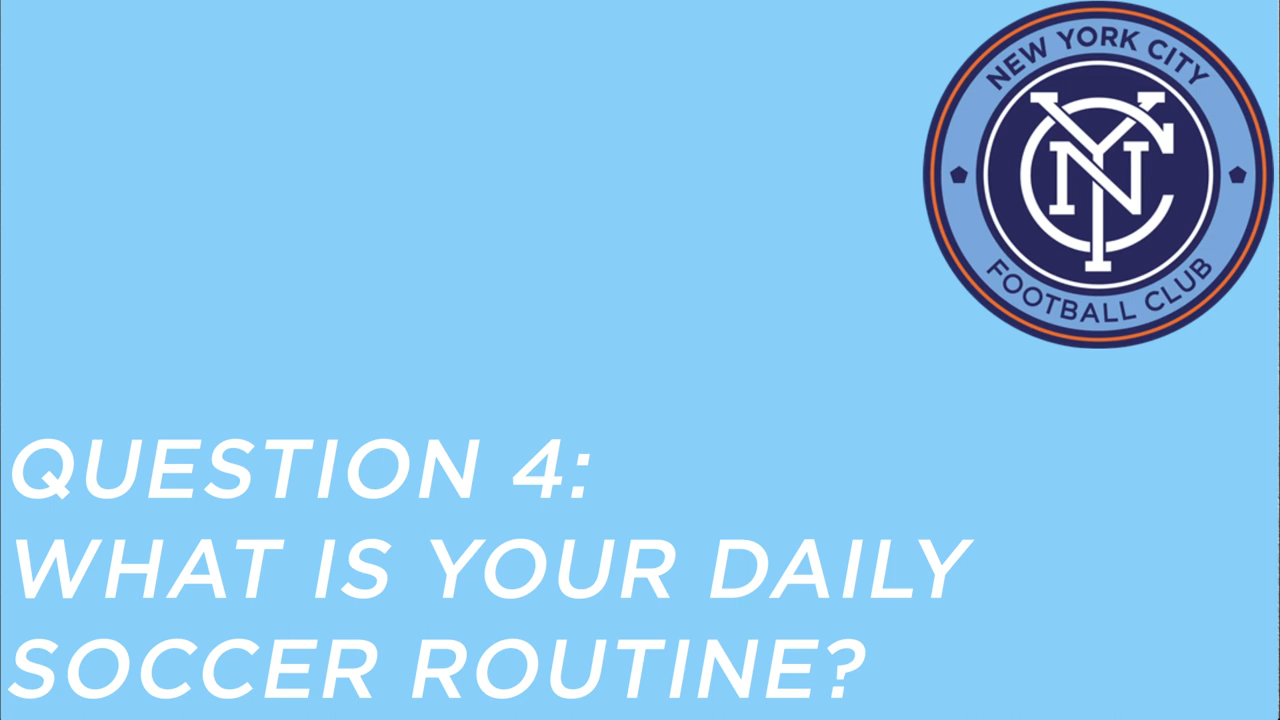 NEW YORK CITY
NYC
FOOTBALL CLUB
QUESTION 4:
WHAT IS YOUR DAILY
SOCCER ROUTINE?